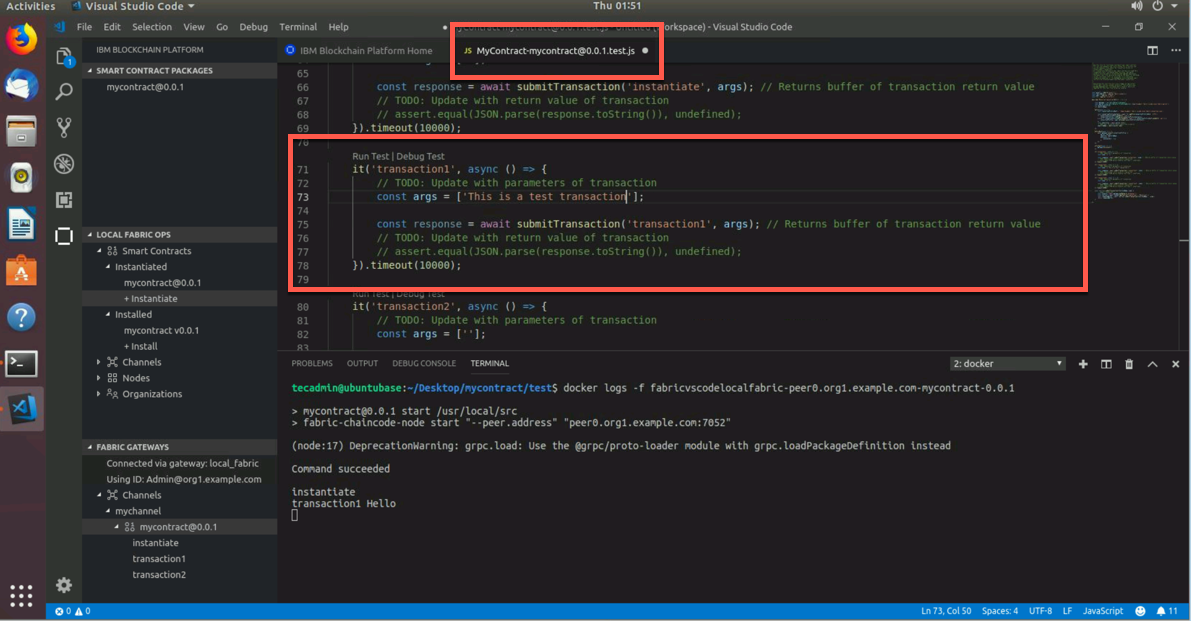 Activities
Visual Studio Code
Thu 01:51
File Edit Selection View Go Debug Terminal Help
(Workspace) - Visual Studio Code
IBM BLOCKCHAIN PLATFORM
SMART CONTRACT PACKAGES
mycontract@0.0.1
LOCAL FABRIC OPS
Smart Contracts
Instantiated
mycontract@0.0.1
+ Instantiate
Installed
mycontract v0.0.1
+ Install
Channels
Nodes
Organizations
FABRIC GATEWAYS
Connected via gateway: local_fabric
Using ID: Admin@org1.example.com
Channels
mychannel
mycontract@0.0.1
instantiate
transaction1
transaction2
IBM Blockchain Platform Home
JS MyContract-mycontract@0.0.1.test.js
65
66 const response = await submitTransaction('instantiate', args); // Returns buffer of transaction return value
67 // TODO: Update with return value of transaction
68 // assert.equal(JSON.parse(response.toString()), undefined);
69 }).timeout(10000);
70
Run Test | Debug Test
71 it('transaction1', async () => {
72 // TODO: Update with parameters of transaction
73 const args = ['This is a test transaction'];
74
75 const response = await submitTransaction('transaction1', args); // Returns buffer of transaction return value
76 // TODO: Update with return value of transaction
77 // assert.equal(JSON.parse(response.toString()), undefined);
78 }).timeout(10000);
79
Run Test | Debug Test
80 it('transaction2', async () => {
81 // TODO: Update with parameters of transaction
82 const args = [''];
83
PROBLEMS OUTPUT DEBUG CONSOLE TERMINAL
2: docker
tecadmin@ubuntubase:~/Desktop/mycontract/test$ docker logs -f fabricvscodelocalfabric-peer0.org1.example.com-mycontract-0.0.1
> mycontract@0.0.1 start /usr/local/src
> fabric-chaincode-node start "--peer.address" "peer0.org1.example.com:7052"
(node:17) DeprecationWarning: grpc.load: Use the @grpc/proto-loader module with grpc.loadPackageDefinition instead
Command succeeded
instantiate
transaction1 Hello
1
0 0
Ln 73, Col 50 Spaces: 4 UTF-8 LF JavaScript 11